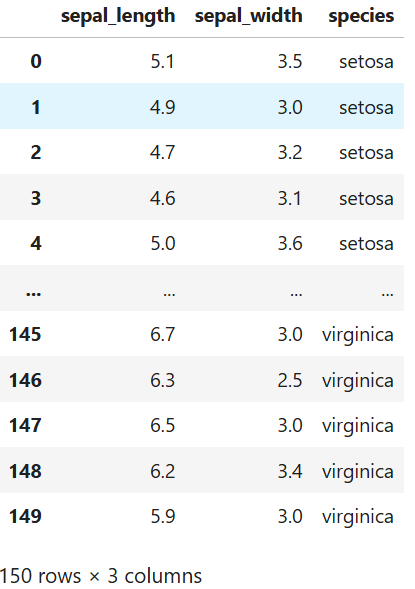 sepal_length sepal_width species
0 5.1 3.5 setosa
1 4.9 3.0 setosa
2 4.7 3.2 setosa
3 4.6 3.1 setosa
4 5.0 3.6 setosa
... ... ... ...
145 6.7 3.0 virginica
146 6.3 2.5 virginica
147 6.5 3.0 virginica
148 6.2 3.4 virginica
149 5.9 3.0 virginica
150 rows × 3 columns